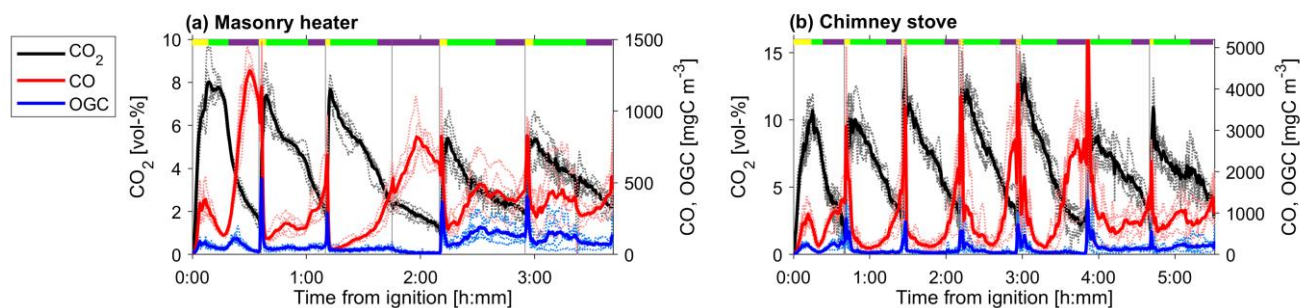 (a) Masonry heater
(b) Chimney stove
CO2
CO
OGC
CO2 [vol-%]
10
8
6
4
2
0
1500
1000
500
0
CO, OGC [mgC m-3]
0:00
1:00
2:00
3:00
Time from ignition [h:mm]
CO2 [vol-%]
15
10
5
0
5000
4000
3000
2000
1000
0
CO, OGC [mgC m-3]
0:00
1:00
2:00
3:00
4:00
5:00
Time from ignition [h:mm]